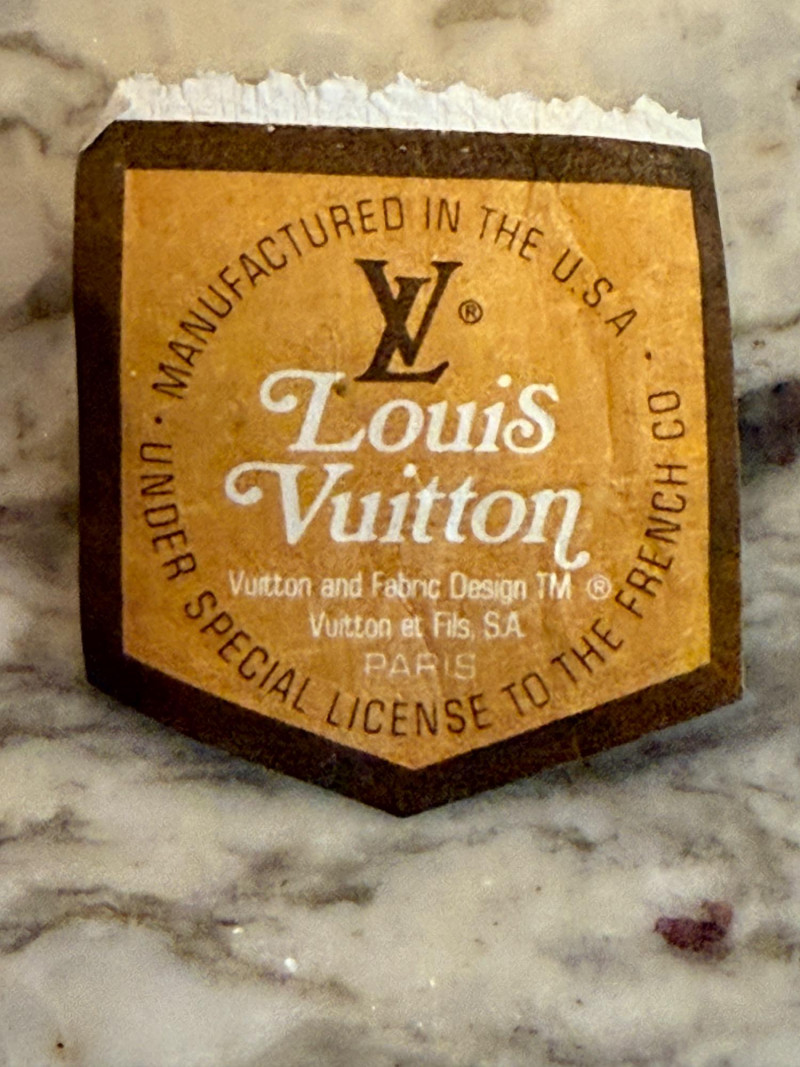 · MANUFACTURED IN THE U.S.A ·
LV ®
Louis
Vuitton
Vuitton and Fabric Design TM ®
Vuitton et Fils, S.A.
PARIS
UNDER SPECIAL LICENSE TO THE FRENCH CO